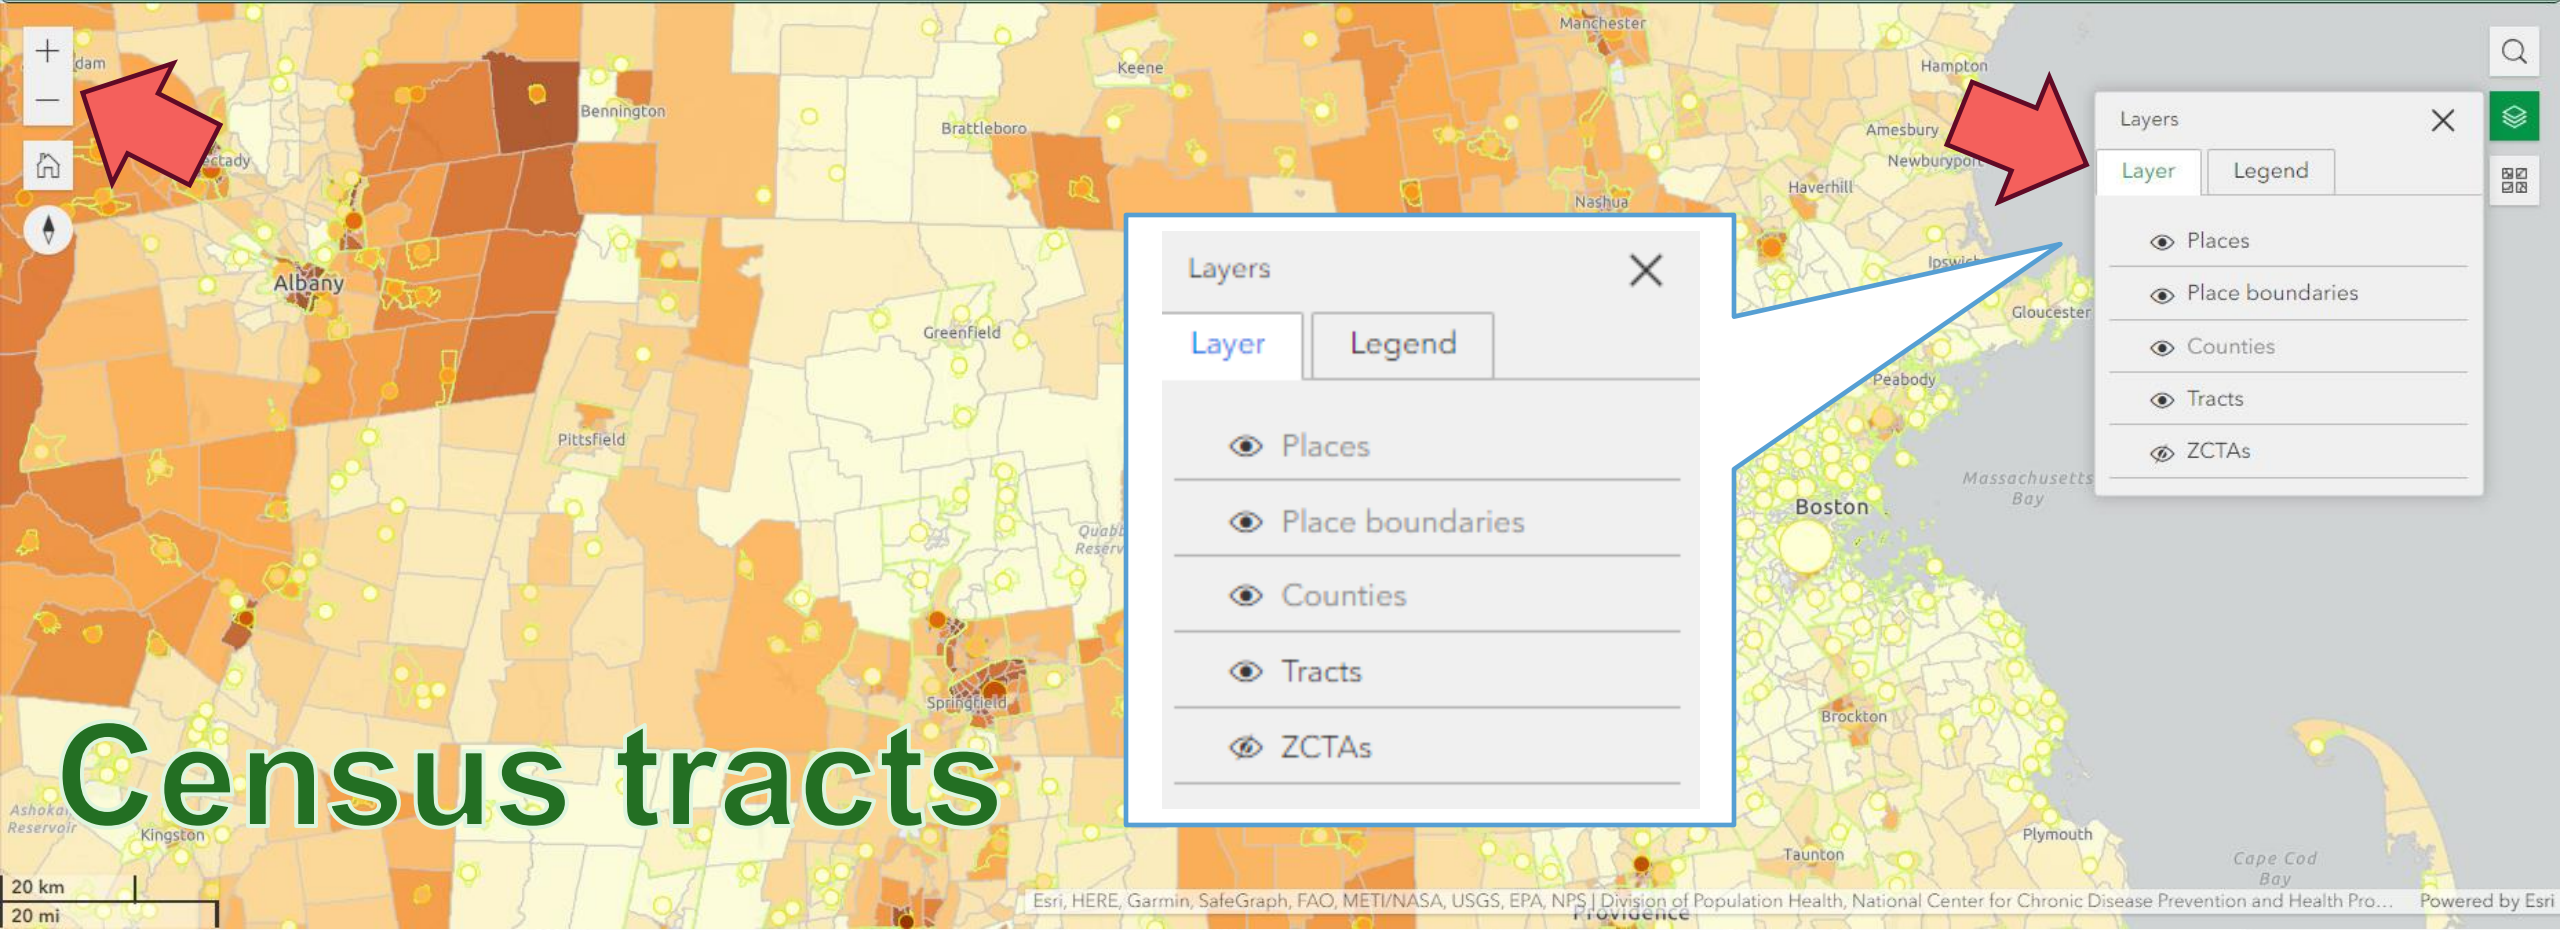 Manchester
dam
Keene
Hampton
Bennington
Layers
Brattleboro
Amesbury
Newburyport
Layer
Legend
Haverhill
Nashua
Places
Layers
Ipswich
Place boundaries
Albany
Gloucester
Greenfield
Layer
Legend
Counties
Peabody
Tracts
Pittsfield
Places
ZCTAs
Massachusetts
Bay
Boston
Place boundaries
Counties
Tracts
Springfield
Brockton
ZCTAs
Census tracts
Reservoir
Kingston
Plymouth
Taunton
Cape Cod
Bay
20 km
20 mi
Esri, HERE, Garmin, SafeGraph, FAO, METI/NASA, USGS, EPA, NPS | Division of Population Health, National Center for Chronic Disease Prevention and Health Pro...
Powered by Esri
Providence